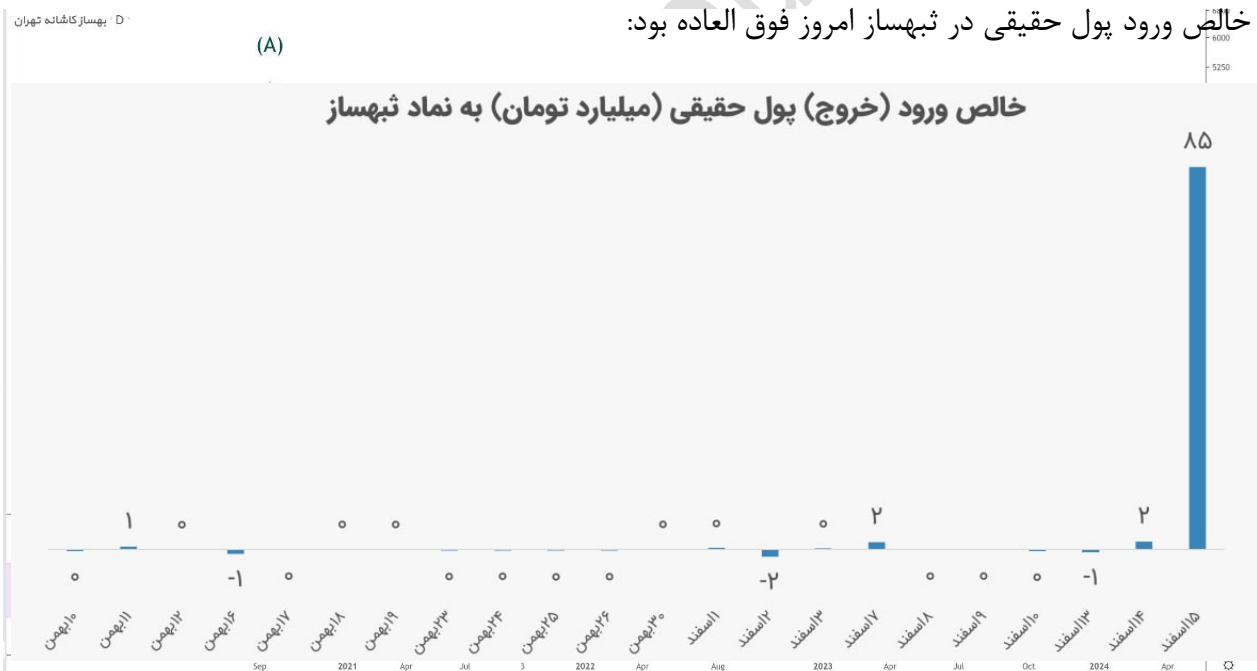 بهساز کاشانه تهران · D ·
خالص ورود پول حقیقی در ثبهساز امروز فوق العاده بود:
6000
(A)
5250
خالص ورود (خروج) پول حقیقی (میلیارد تومان) به نماد ثبهساز
۸۵
۱ ۰ ۰ ۰ ۰ ۰ ۰ ۲ ۲
۰ -۱ ۰ ۰ ۰ ۰ ۰ -۲ ۰ ۰ ۰ -۱
۱۰بهمن ۱۱بهمن ۱۲بهمن ۱۶بهمن ۱۷بهمن ۱۸بهمن ۱۹بهمن ۲۳بهمن ۲۴بهمن ۲۵بهمن ۲۶بهمن ۳۰بهمن ۱اسفند ۲اسفند ۳اسفند ۷اسفند ۸اسفند ۹اسفند ۱۰اسفند ۱۳اسفند ۱۴اسفند ۱۵اسفند
Sep 2021 Apr Jul 3 2022 Apr Aug 2023 Apr Jul Oct 2024 Apr